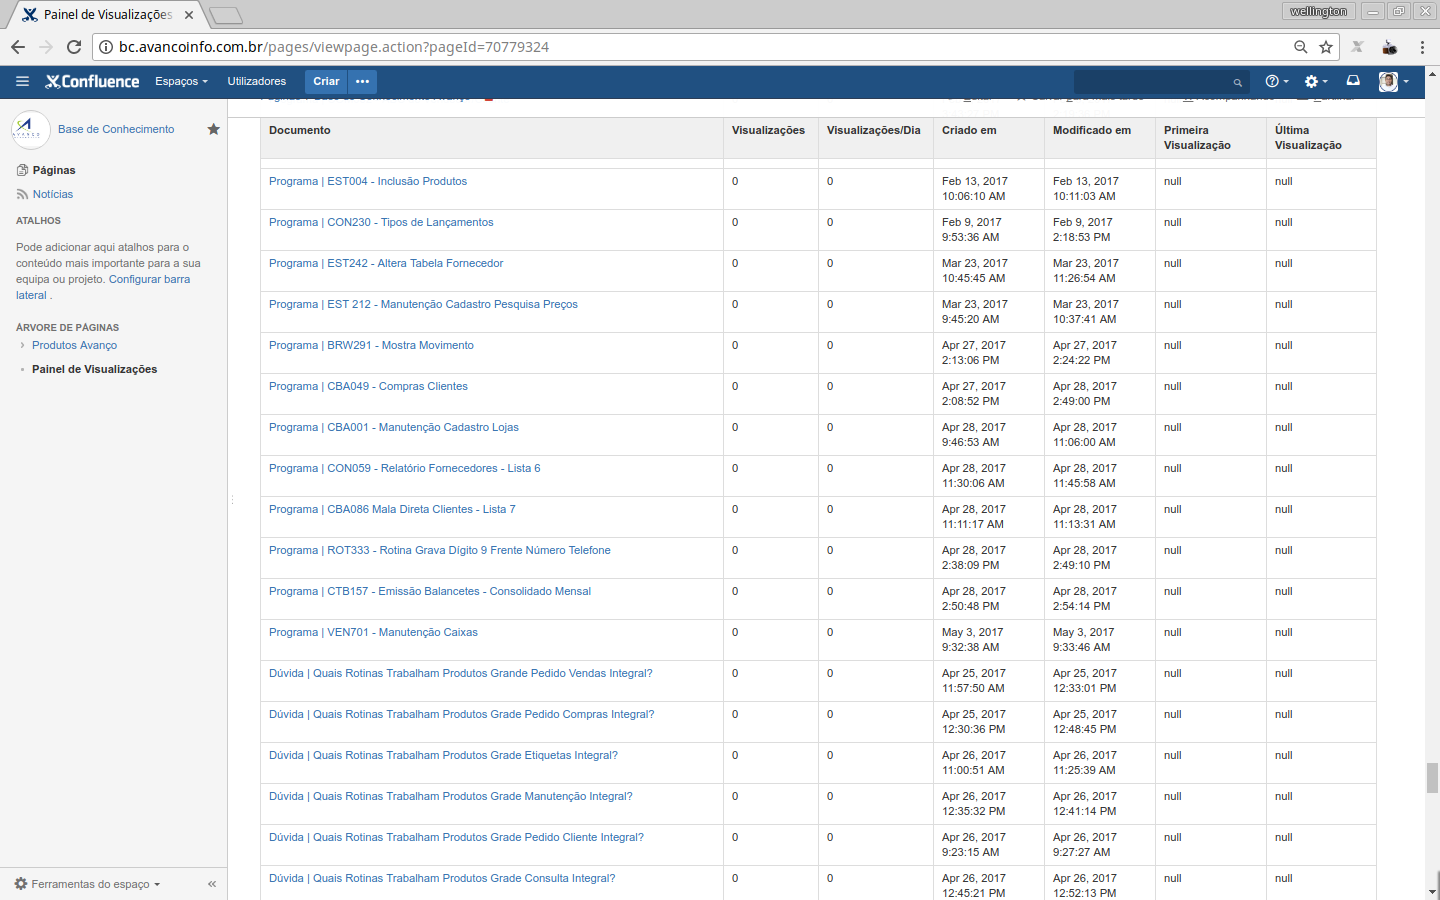 Painel de Visualizações
wellington
bc.avancoinfo.com.br/pages/viewpage.action?pageId=70779324
Confluence Espaços Utilizadores Criar •••
Base de Conhecimento
Páginas
Notícias
ATALHOS
Pode adicionar aqui atalhos para o
conteúdo mais importante para a sua
equipa ou projeto. Configurar barra
lateral .
ÁRVORE DE PÁGINAS
Produtos Avanço
Painel de Visualizações
Ferramentas do espaço
Documento Visualizações Visualizações/Dia Criado em Modificado em Primeira Visualização Última Visualização
Programa | EST004 - Inclusão Produtos 0 0 Feb 13, 2017 10:06:10 AM Feb 13, 2017 10:11:03 AM null null
Programa | CON230 - Tipos de Lançamentos 0 0 Feb 9, 2017 9:53:36 AM Feb 9, 2017 2:18:53 PM null null
Programa | EST242 - Altera Tabela Fornecedor 0 0 Mar 23, 2017 10:45:45 AM Mar 23, 2017 11:26:54 AM null null
Programa | EST 212 - Manutenção Cadastro Pesquisa Preços 0 0 Mar 23, 2017 9:45:20 AM Mar 23, 2017 10:37:41 AM null null
Programa | BRW291 - Mostra Movimento 0 0 Apr 27, 2017 2:13:06 PM Apr 27, 2017 2:24:22 PM null null
Programa | CBA049 - Compras Clientes 0 0 Apr 27, 2017 2:08:52 PM Apr 28, 2017 2:49:00 PM null null
Programa | CBA001 - Manutenção Cadastro Lojas 0 0 Apr 28, 2017 9:46:53 AM Apr 28, 2017 11:06:00 AM null null
Programa | CON059 - Relatório Fornecedores - Lista 6 0 0 Apr 28, 2017 11:30:06 AM Apr 28, 2017 11:45:58 AM null null
Programa | CBA086 Mala Direta Clientes - Lista 7 0 0 Apr 28, 2017 11:11:17 AM Apr 28, 2017 11:13:31 AM null null
Programa | ROT333 - Rotina Grava Dígito 9 Frente Número Telefone 0 0 Apr 28, 2017 2:38:09 PM Apr 28, 2017 2:49:10 PM null null
Programa | CTB157 - Emissão Balancetes - Consolidado Mensal 0 0 Apr 28, 2017 2:50:48 PM Apr 28, 2017 2:54:14 PM null null
Programa | VEN701 - Manutenção Caixas 0 0 May 3, 2017 9:32:38 AM May 3, 2017 9:33:46 AM null null
Dúvida | Quais Rotinas Trabalham Produtos Grande Pedido Vendas Integral? 0 0 Apr 25, 2017 11:57:50 AM Apr 25, 2017 12:33:01 PM null null
Dúvida | Quais Rotinas Trabalham Produtos Grade Pedido Compras Integral? 0 0 Apr 25, 2017 12:30:36 PM Apr 25, 2017 12:48:45 PM null null
Dúvida | Quais Rotinas Trabalham Produtos Grade Etiquetas Integral? 0 0 Apr 26, 2017 11:00:51 AM Apr 26, 2017 11:25:39 AM null null
Dúvida | Quais Rotinas Trabalham Produtos Grade Manutenção Integral? 0 0 Apr 26, 2017 12:35:32 PM Apr 26, 2017 12:41:14 PM null null
Dúvida | Quais Rotinas Trabalham Produtos Grade Pedido Cliente Integral? 0 0 Apr 26, 2017 9:23:15 AM Apr 26, 2017 9:27:27 AM null null
Dúvida | Quais Rotinas Trabalham Produtos Grade Consulta Integral? 0 0 Apr 26, 2017 12:45:21 PM Apr 26, 2017 12:52:13 PM null null